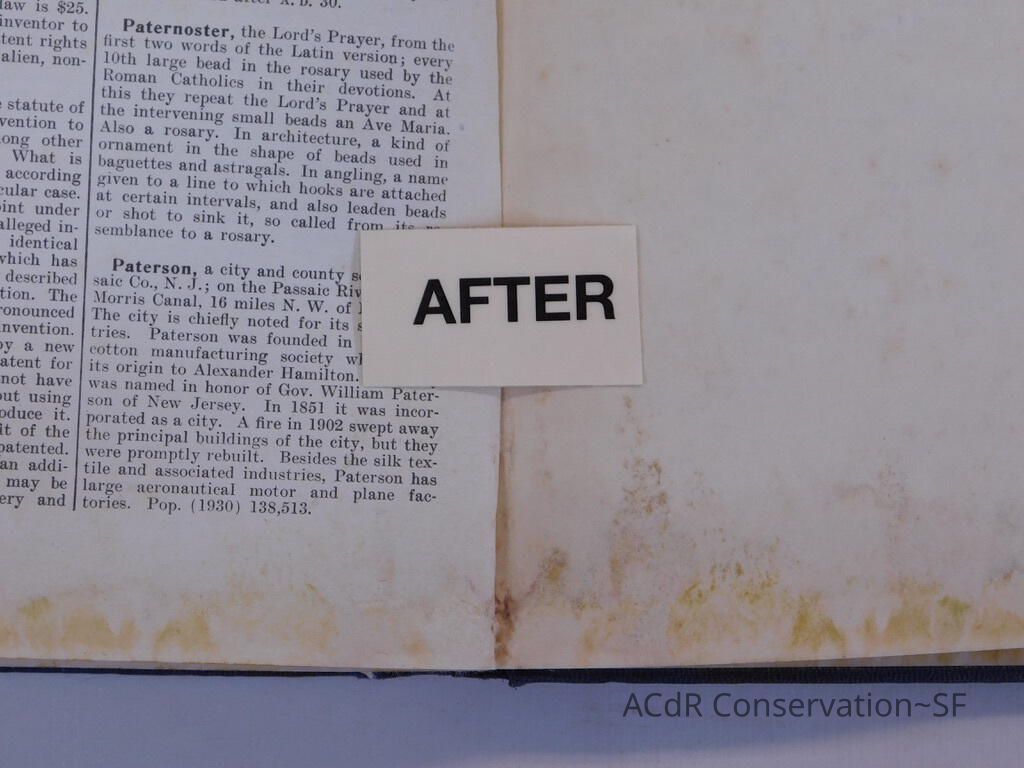 law is $25.
inventor to
tent rights
alien, non-
statute of
vention to
ong other
What is
according
cular case.
int under
alleged in-
identical
which has
described
tion. The
ronounced
nvention.
by a new
atent for
not have
out using
oduce it.
it of the
patented.
an addi-
may be
ery and
after A. D. 30.
Paternoster, the Lord's Prayer, from the
first two words of the Latin version; every
10th large bead in the rosary used by the
Roman Catholics in their devotions. At
this they repeat the Lord's Prayer and at
the intervening small beads an Ave Maria.
Also a rosary. In architecture, a kind of
ornament in the shape of beads used in
baguettes and astragals. In angling, a name
given to a line to which hooks are attached
at certain intervals, and also leaden beads
or shot to sink it, so called from its re-
semblance to a rosary.
Paterson, a city and county s
saic Co., N. J.; on the Passaic Riv
Morris Canal, 16 miles N. W. of
The city is chiefly noted for its s
tries. Paterson was founded in
cotton manufacturing society wh
its origin to Alexander Hamilton.
was named in honor of Gov. William Pater-
son of New Jersey. In 1851 it was incor-
porated as a city. A fire in 1902 swept away
the principal buildings of the city, but they
were promptly rebuilt. Besides the silk tex-
tile and associated industries, Paterson has
large aeronautical motor and plane fac-
tories. Pop. (1930) 138,513.
AFTER
ACdR Conservation~SF